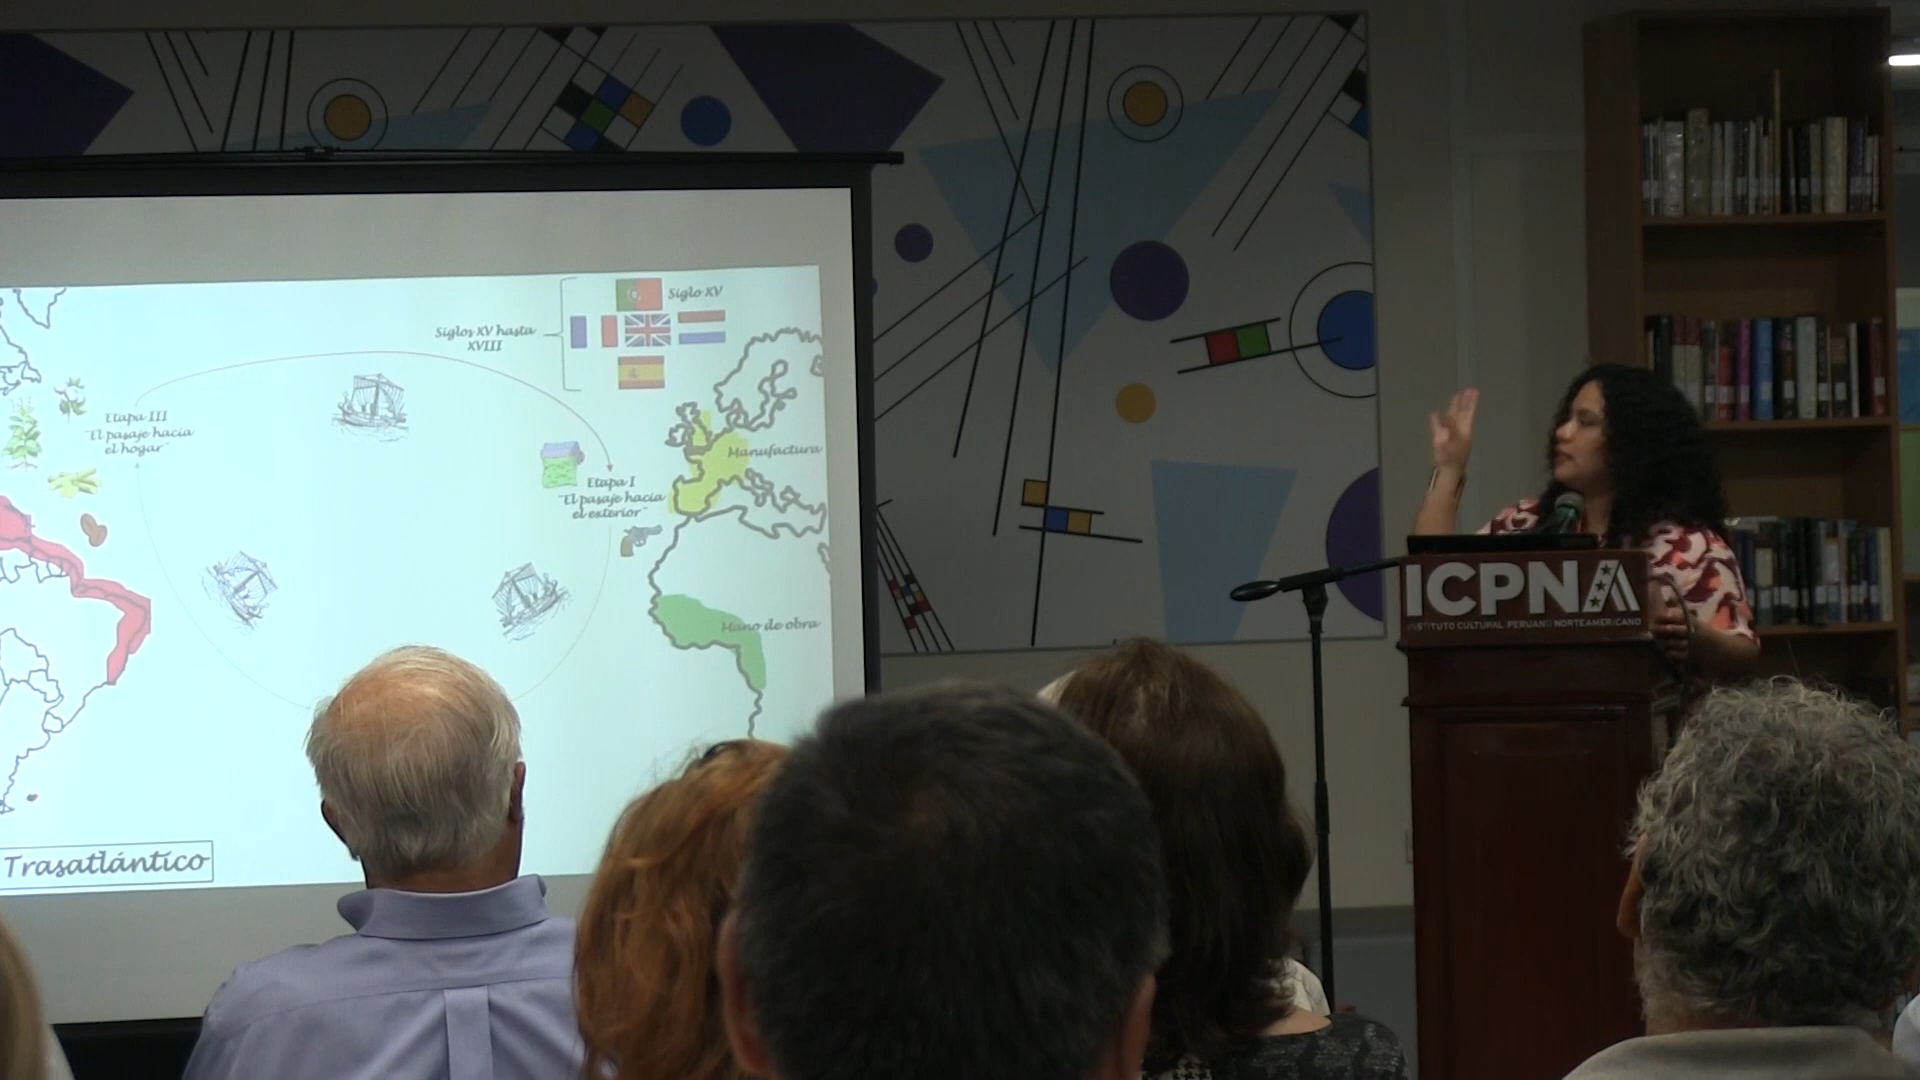 Siglo XV
Siglos XV hasta
XVIII
Etapa III
"El pasaje hacia
el hogar"
Manufactura
Etapa I
"El pasaje hacia
el exterior"
Mano de obra
Trasatlántico
ICPNA
INSTITUTO CULTURAL PERUANO NORTEAMERICANO